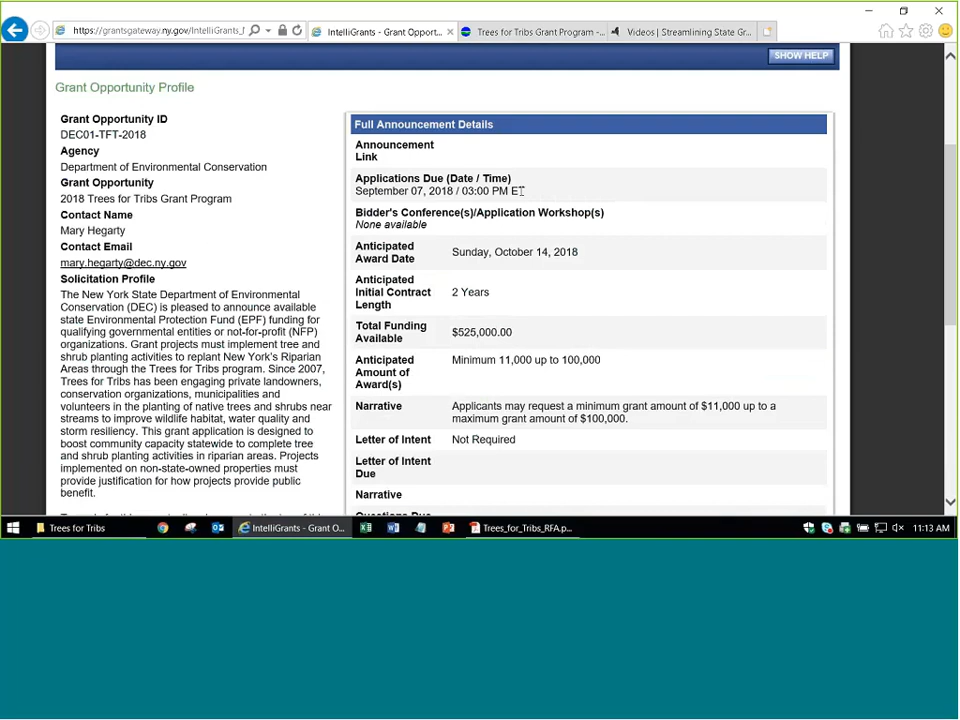 https://grantsgateway.ny.gov/IntelliGrants_
IntelliGrants - Grant Opport...
Trees for Tribs Grant Program -...
Videos | Streamlining State Gr...
SHOW HELP
Grant Opportunity Profile
Grant Opportunity ID
DEC01-TFT-2018
Agency
Department of Environmental Conservation
Grant Opportunity
2018 Trees for Tribs Grant Program
Contact Name
Mary Hegarty
Contact Email
mary.hegarty@dec.ny.gov
Solicitation Profile
The New York State Department of Environmental
Conservation (DEC) is pleased to announce available
state Environmental Protection Fund (EPF) funding for
qualifying governmental entities or not-for-profit (NFP)
organizations. Grant projects must implement tree and
shrub planting activities to replant New York's Riparian
Areas through the Trees for Tribs program. Since 2007,
Trees for Tribs has been engaging private landowners,
conservation organizations, municipalities and
volunteers in the planting of native trees and shrubs near
streams to improve wildlife habitat, water quality and
storm resiliency. This grant application is designed to
boost community capacity statewide to complete tree
and shrub planting activities in riparian areas. Projects
implemented on non-state-owned properties must
provide justification for how projects provide public
benefit.
Full Announcement Details
Announcement
Link
Applications Due (Date / Time)
September 07, 2018 / 03:00 PM ET
Bidder's Conference(s)/Application Workshop(s)
None available
Anticipated
Award Date
Sunday, October 14, 2018
Anticipated
Initial Contract
Length
2 Years
Total Funding
Available
$525,000.00
Anticipated
Amount of
Award(s)
Minimum 11,000 up to 100,000
Narrative
Applicants may request a minimum grant amount of $11,000 up to a
maximum grant amount of $100,000.
Letter of Intent
Not Required
Letter of Intent
Due
Narrative
Questions Due
Trees for Tribs
IntelliGrants - Grant O...
Trees_for_Tribs_RFA.p...
11:13 AM